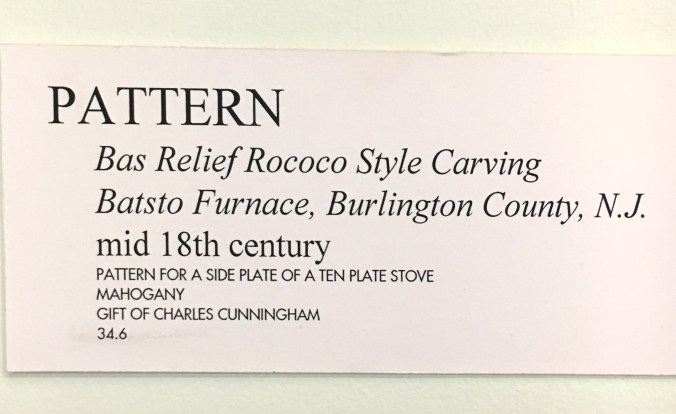 PATTERN
Bas Relief Rococo Style Carving
Batsto Furnace, Burlington County, N.J.
mid 18th century
PATTERN FOR A SIDE PLATE OF A TEN PLATE STOVE
MAHOGANY
GIFT OF CHARLES CUNNINGHAM
34.6